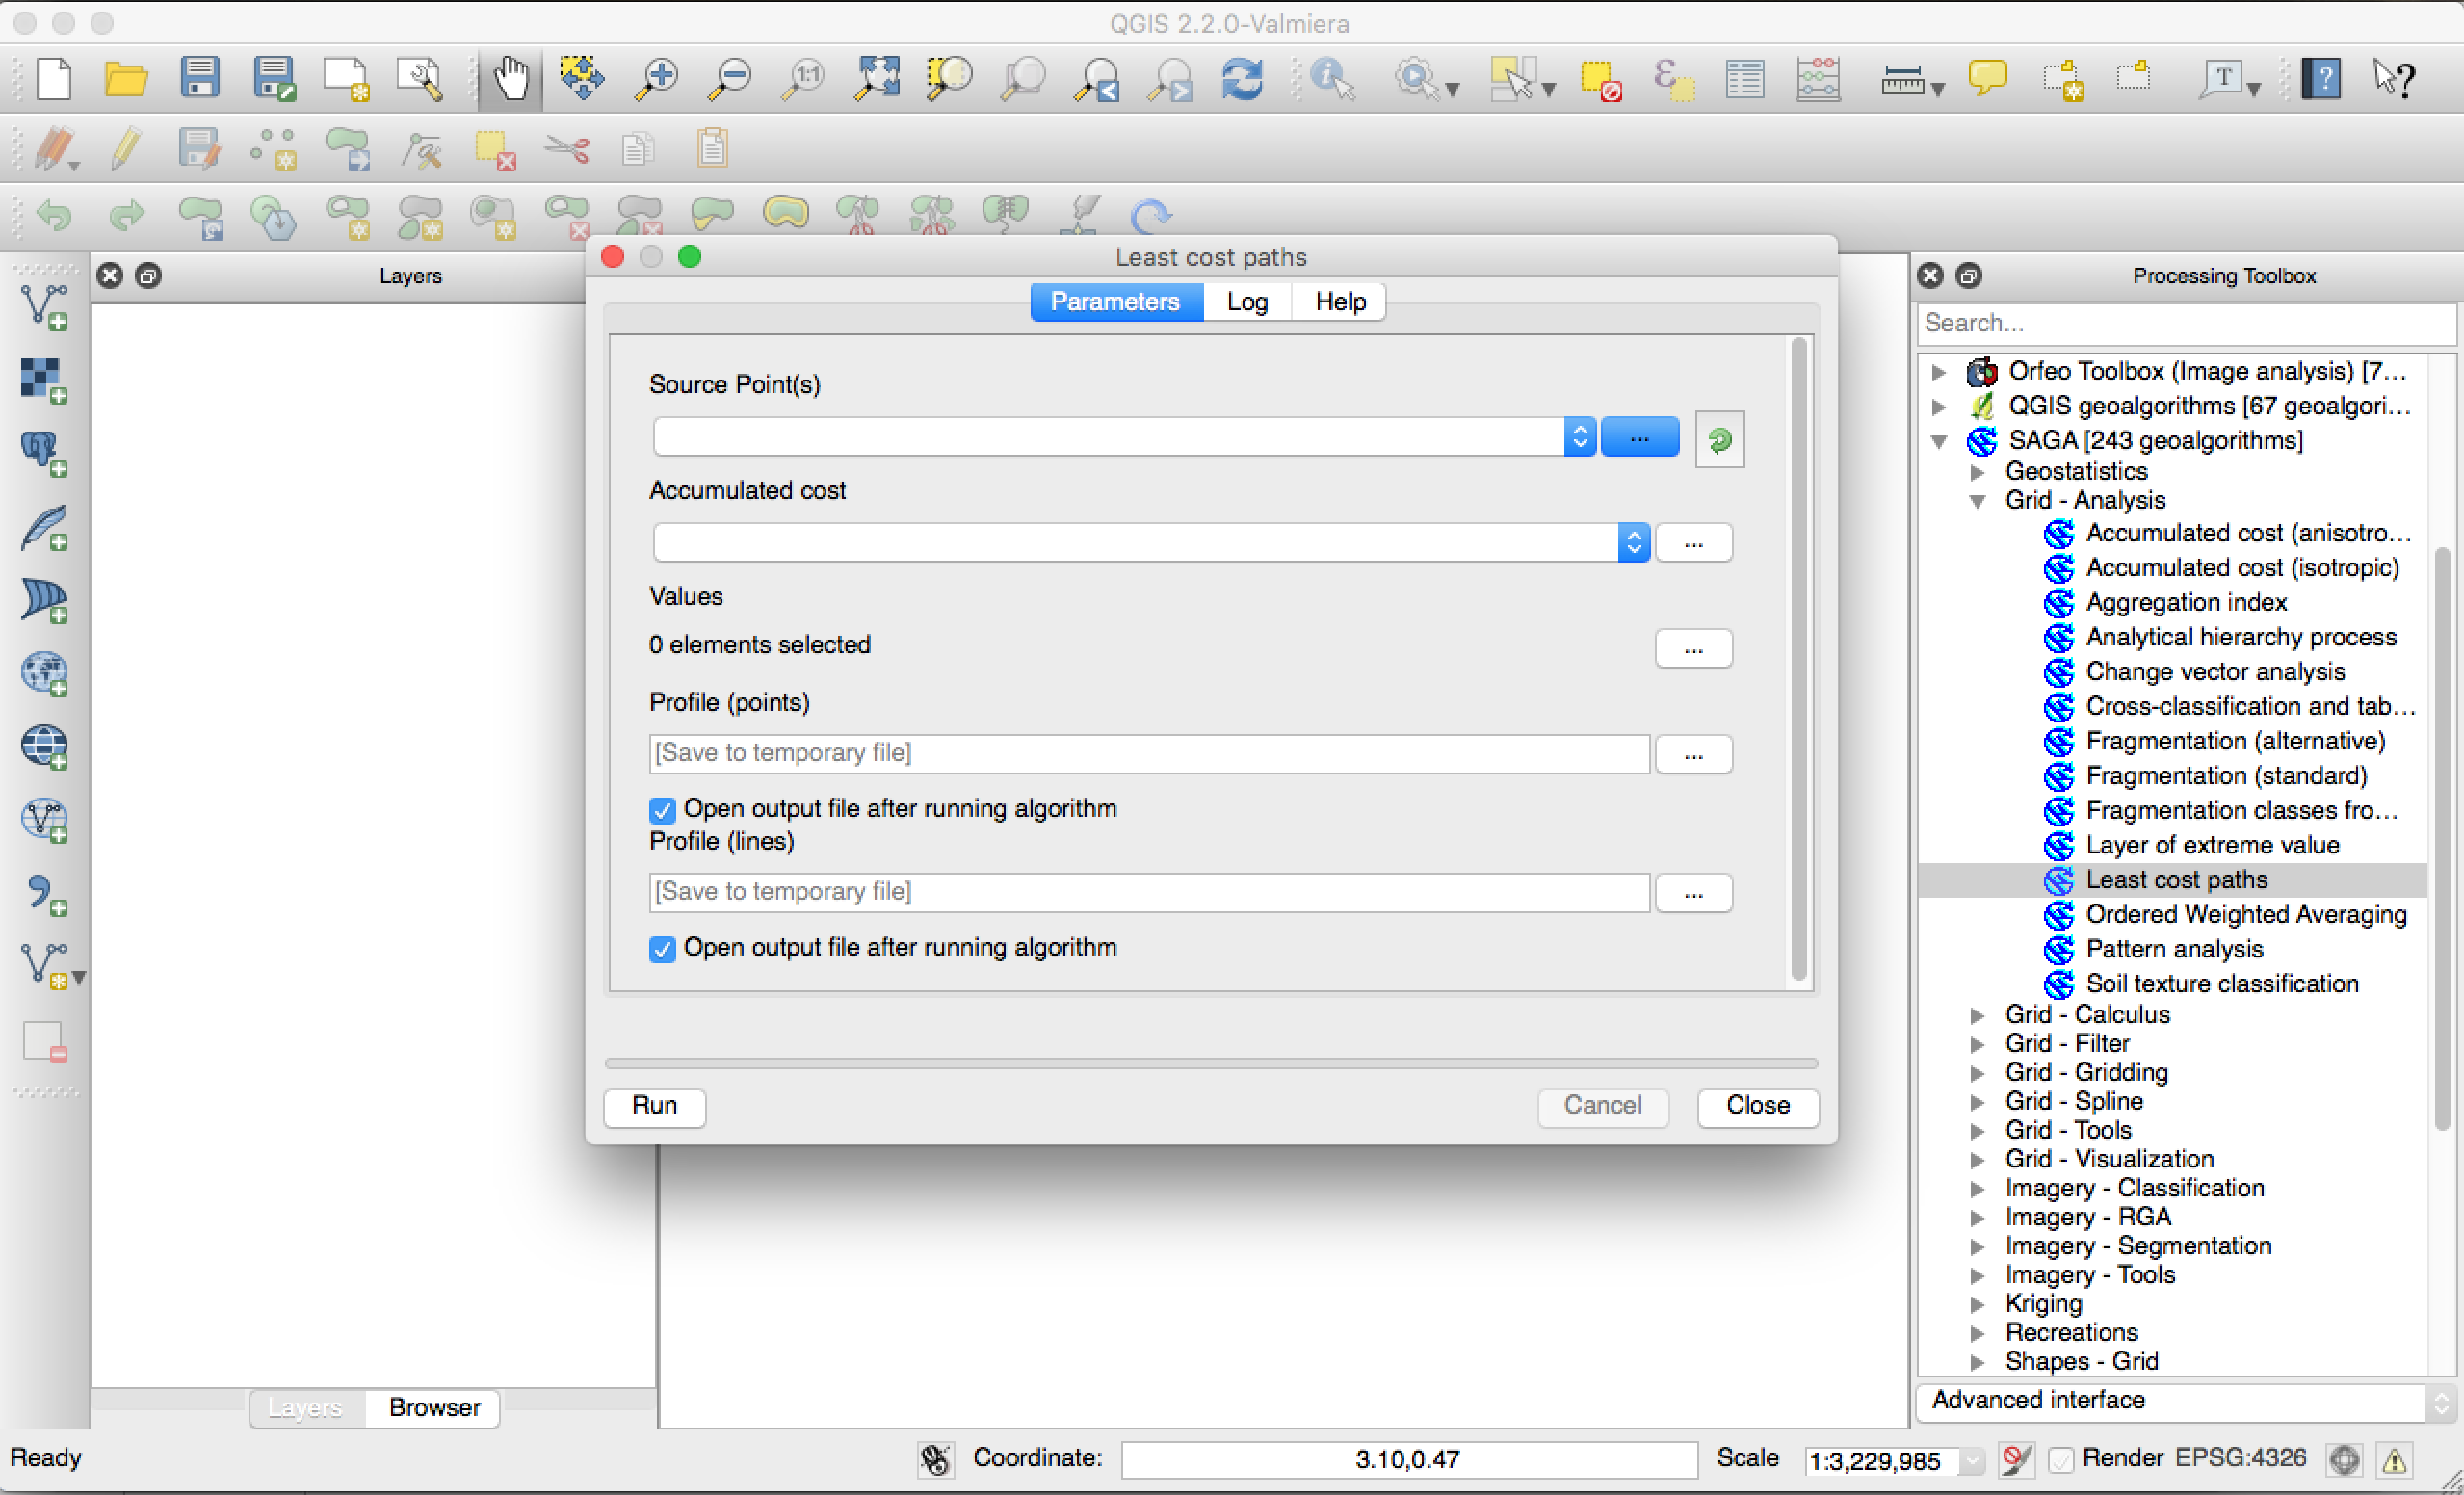 QGIS 2.2.0-Valmiera
1:1
ε
T
?
?
Layers
Least cost paths
Processing Toolbox
Parameters
Log
Help
Search...
Source Point(s)
...
Accumulated cost
...
Values
0 elements selected
...
Profile (points)
[Save to temporary file]
...
Open output file after running algorithm
Profile (lines)
[Save to temporary file]
...
Open output file after running algorithm
Run
Cancel
Close
Orfeo Toolbox (Image analysis) [7...
QGIS geoalgorithms [67 geoalgori...
SAGA [243 geoalgorithms]
Geostatistics
Grid - Analysis
Accumulated cost (anisotro...
Accumulated cost (isotropic)
Aggregation index
Analytical hierarchy process
Change vector analysis
Cross-classification and tab...
Fragmentation (alternative)
Fragmentation (standard)
Fragmentation classes fro...
Layer of extreme value
Least cost paths
Ordered Weighted Averaging
Pattern analysis
Soil texture classification
Grid - Calculus
Grid - Filter
Grid - Gridding
Grid - Spline
Grid - Tools
Grid - Visualization
Imagery - Classification
Imagery - RGA
Imagery - Segmentation
Imagery - Tools
Kriging
Recreations
Shapes - Grid
Advanced interface
Layers
Browser
Ready
Coordinate:
3.10,0.47
Scale
1:3,229,985
Render
EPSG:4326